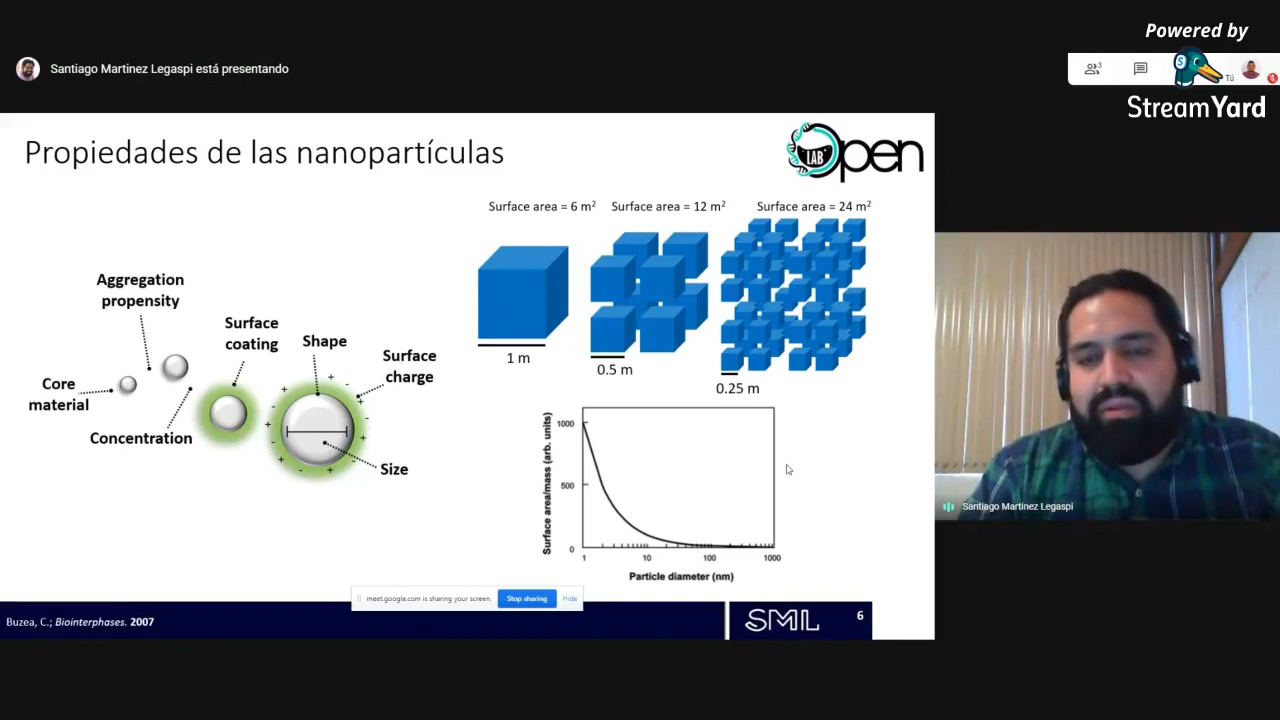 Powered by
StreamYard
Santiago Martinez Legaspi está presentando
3
Tú
Propiedades de las nanopartículas
LAB
Open
Surface area = 6 m²
Surface area = 12 m²
Surface area = 24 m²
1 m
0.5 m
0.25 m
Aggregation
propensity
Surface
coating
Shape
Surface
charge
Core
material
Concentration
Size
Surface area/mass (arb. units)
1000
500
0
1
10
100
1000
Particle diameter (nm)
Santiago Martinez Legaspi
meet.google.com is sharing your screen.
Stop sharing
Hide
Buzea, C.; Biointerphases. 2007
SML
6